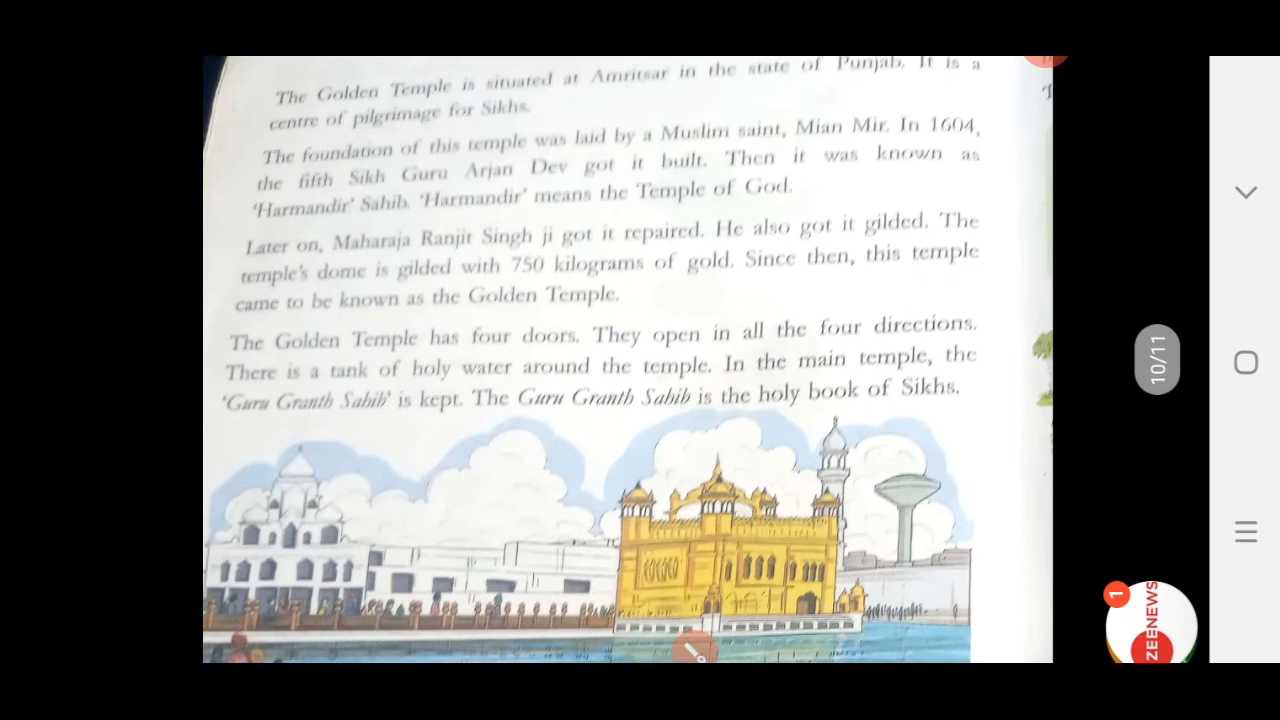 The Golden Temple is situated at Amritsar in the state of Punjab. It is a
centre of pilgrimage for Sikhs.
The foundation of this temple was laid by a Muslim saint, Mian Mir. In 1604,
the fifth Sikh Guru Arjan Dev got it built. Then it was known as
'Harmandir' Sahib. 'Harmandir' means the Temple of God.
Later on, Maharaja Ranjit Singh ji got it repaired. He also got it gilded. The
temple's dome is gilded with 750 kilograms of gold. Since then, this temple
came to be known as the Golden Temple.
The Golden Temple has four doors. They open in all the four directions.
There is a tank of holy water around the temple. In the main temple, the
'Guru Granth Sahib' is kept. The Guru Granth Sahib is the holy book of Sikhs.
10/11
1
ZEENEWS